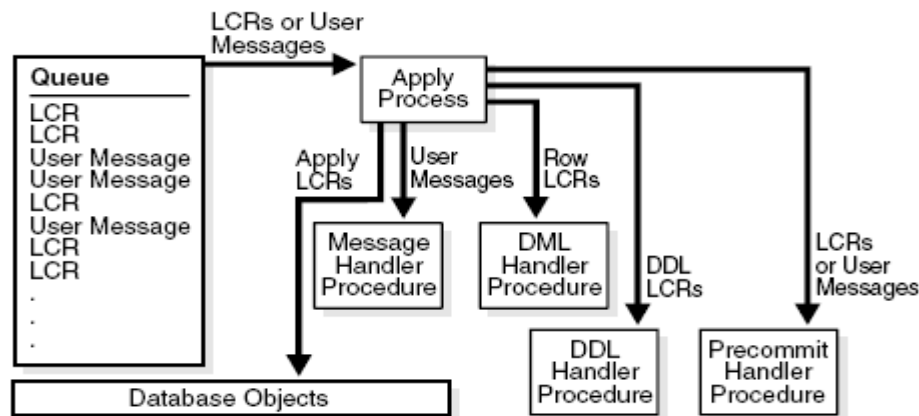 LCRs or User
Messages
Queue
LCR
LCR
User Message
User Message
LCR
User Message
LCR
LCR
.
.
.
Apply
Process
Apply
LCRs
User
Messages
Row
LCRs
DDL
LCRs
LCRs
or User
Messages
Message
Handler
Procedure
DML
Handler
Procedure
DDL
Handler
Procedure
Precommit
Handler
Procedure
Database Objects